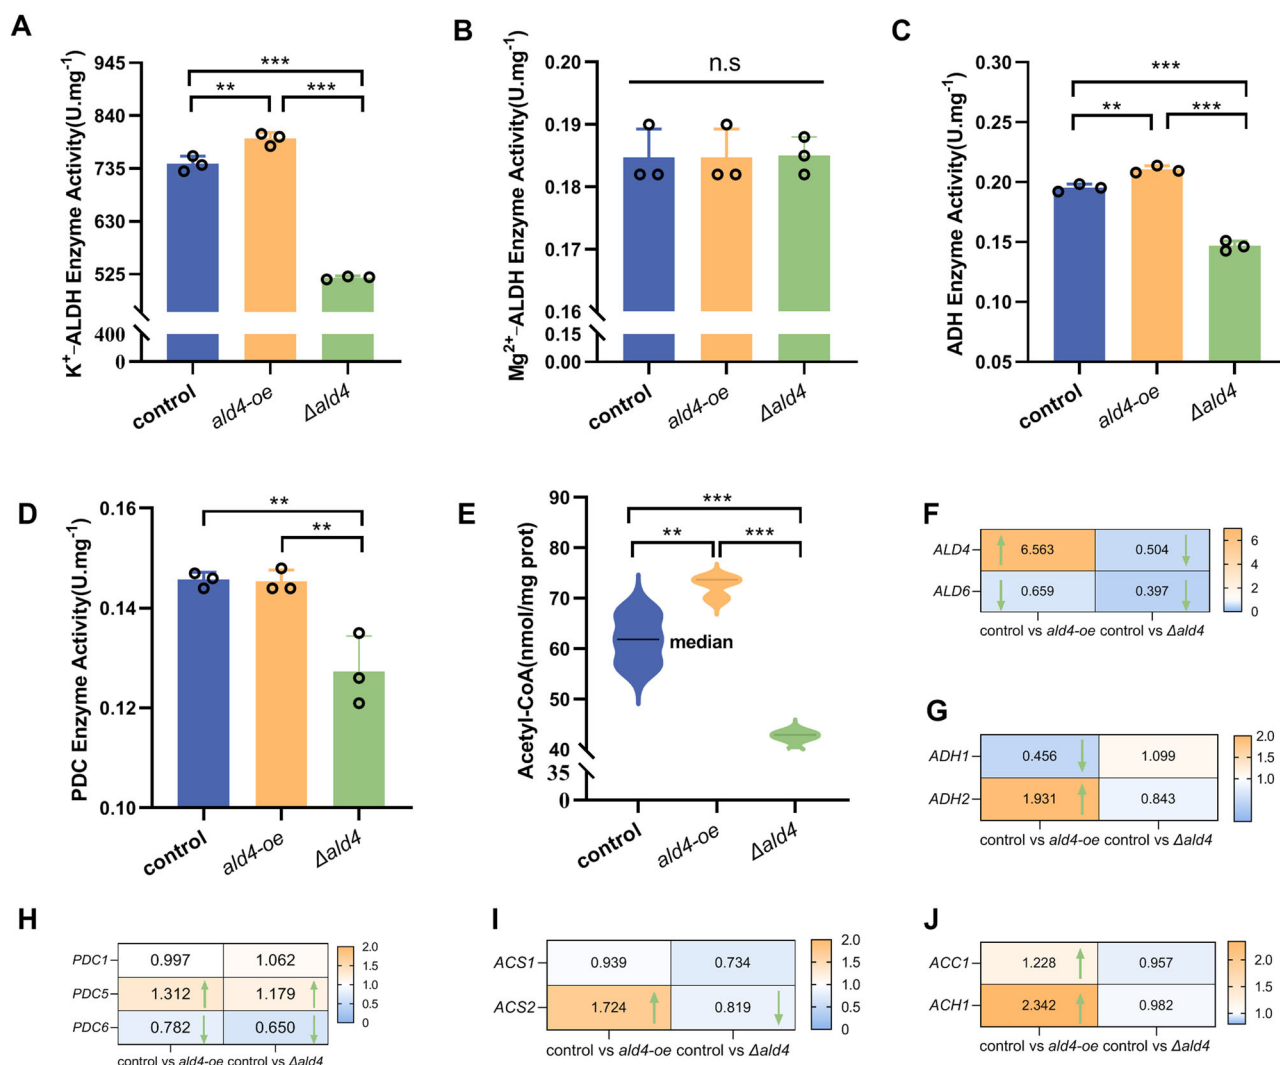 A
K⁺–ALDH Enzyme Activity(U.mg⁻¹)
945
840
735
630
525
400
0
***
**
***
control
ald4-oe
Δald4
B
Mg²⁺–ALDH Enzyme Activity(U.mg⁻¹)
0.20
0.19
0.18
0.17
0.16
0.15
0.00
n.s
control
ald4-oe
Δald4
C
ADH Enzyme Activity(U.mg⁻¹)
0.30
0.25
0.20
0.15
0.10
0.05
***
**
***
control
ald4-oe
Δald4
D
PDC Enzyme Activity(U.mg⁻¹)
0.16
0.14
0.12
0.10
**
**
control
ald4-oe
Δald4
E
Acetyl-CoA(nmol/mg prot)
90
80
70
60
50
40
35
0
***
**
***
median
control
ald4-oe
Δald4
F
ALD4 6.563 0.504
ALD6 0.659 0.397
control vs ald4-oe control vs Δald4
6
4
2
0
G
ADH1 0.456 1.099
ADH2 1.931 0.843
control vs ald4-oe control vs Δald4
2.0
1.5
1.0
H
PDC1 0.997 1.062
PDC5 1.312 1.179
PDC6 0.782 0.650
control vs ald4-oe control vs Δald4
2.0
1.5
1.0
0.5
0
I
ACS1 0.939 0.734
ACS2 1.724 0.819
control vs ald4-oe control vs Δald4
2.0
1.5
1.0
0.5
0
J
ACC1 1.228 0.957
ACH1 2.342 0.982
control vs ald4-oe control vs Δald4
2.0
1.5
1.0